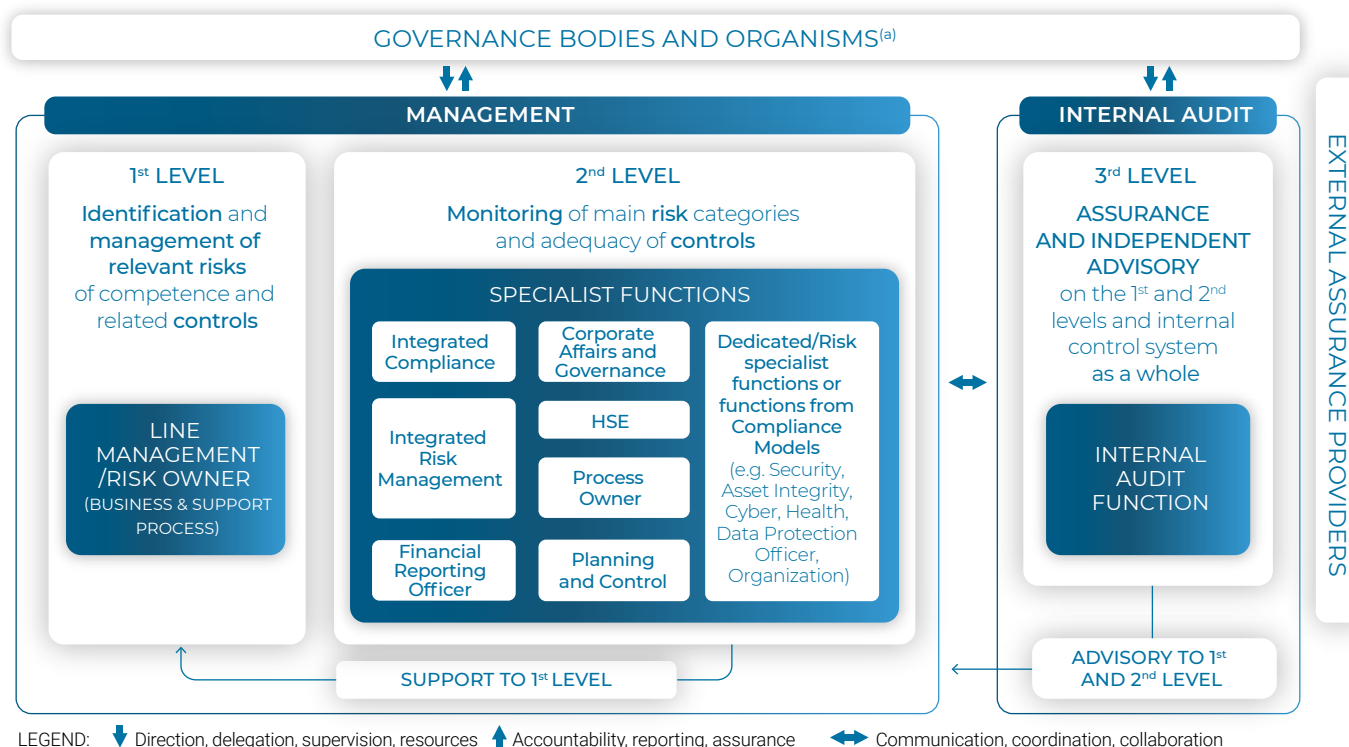 GOVERNANCE BODIES AND ORGANISMS(a)
MANAGEMENT
1st LEVEL
Identification and
management of
relevant risks
of competence and
related controls
LINE
MANAGEMENT
/RISK OWNER
(BUSINESS & SUPPORT
PROCESS)
2nd LEVEL
Monitoring of main risk categories
and adequacy of controls
SPECIALIST FUNCTIONS
Integrated
Compliance
Integrated
Risk
Management
Financial
Reporting
Officer
Corporate
Affairs and
Governance
HSE
Process
Owner
Planning
and Control
Dedicated/Risk
specialist
functions or
functions from
Compliance
Models
(e.g. Security,
Asset Integrity,
Cyber, Health,
Data Protection
Officer,
Organization)
SUPPORT TO 1st LEVEL
INTERNAL AUDIT
3rd LEVEL
ASSURANCE
AND INDEPENDENT
ADVISORY
on the 1st and 2nd
levels and internal
control system
as a whole
INTERNAL
AUDIT
FUNCTION
ADVISORY TO 1st
AND 2nd LEVEL
EXTERNAL ASSURANCE PROVIDERS
LEGEND: Direction, delegation, supervision, resources Accountability, reporting, assurance Communication, coordination, collaboration